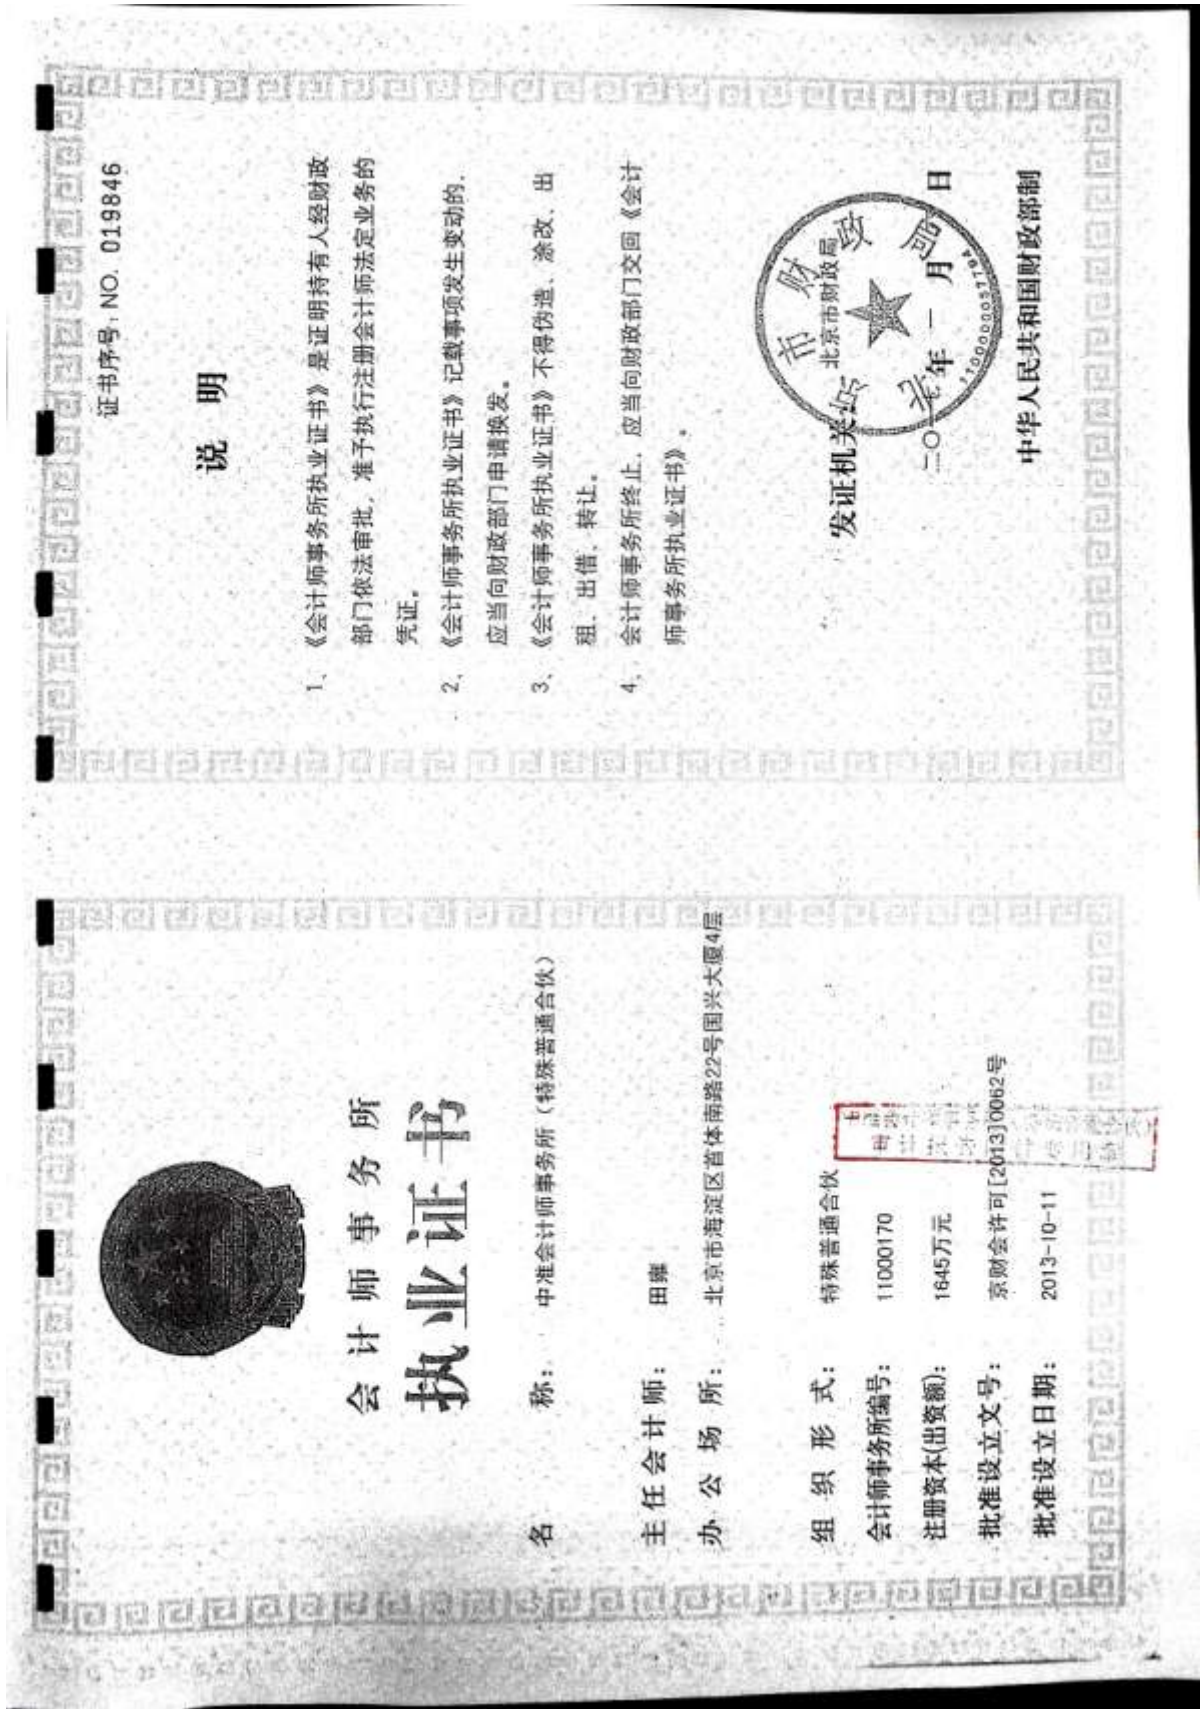 会计师事务所
执业证书
名称： 中准会计师事务所（特殊普通合伙）
主任会计师： 田雍
办公场所： 北京市海淀区首体南路22号国兴大厦4层
组织形式： 特殊普通合伙
会计师事务所编号： 11000170
注册资本(出资额)： 1645万元
批准设立文号： 京财会许可[2013]0062号
批准设立日期： 2013-10-11
证书序号：NO. 019846
说 明
1、《会计师事务所执业证书》是证明持有人经财政
部门依法审批，准予执行注册会计师法定业务的
凭证。
2、《会计师事务所执业证书》记载事项发生变动的，
应当向财政部门申请换发。
3、《会计师事务所执业证书》不得伪造、涂改、出
租、出借、转让。
4、会计师事务所终止，应当向财政部门交回《会计
师事务所执业证书》。
发证机关：
北京市财政局
北京市财政局
年一月 日
中华人民共和国财政部制